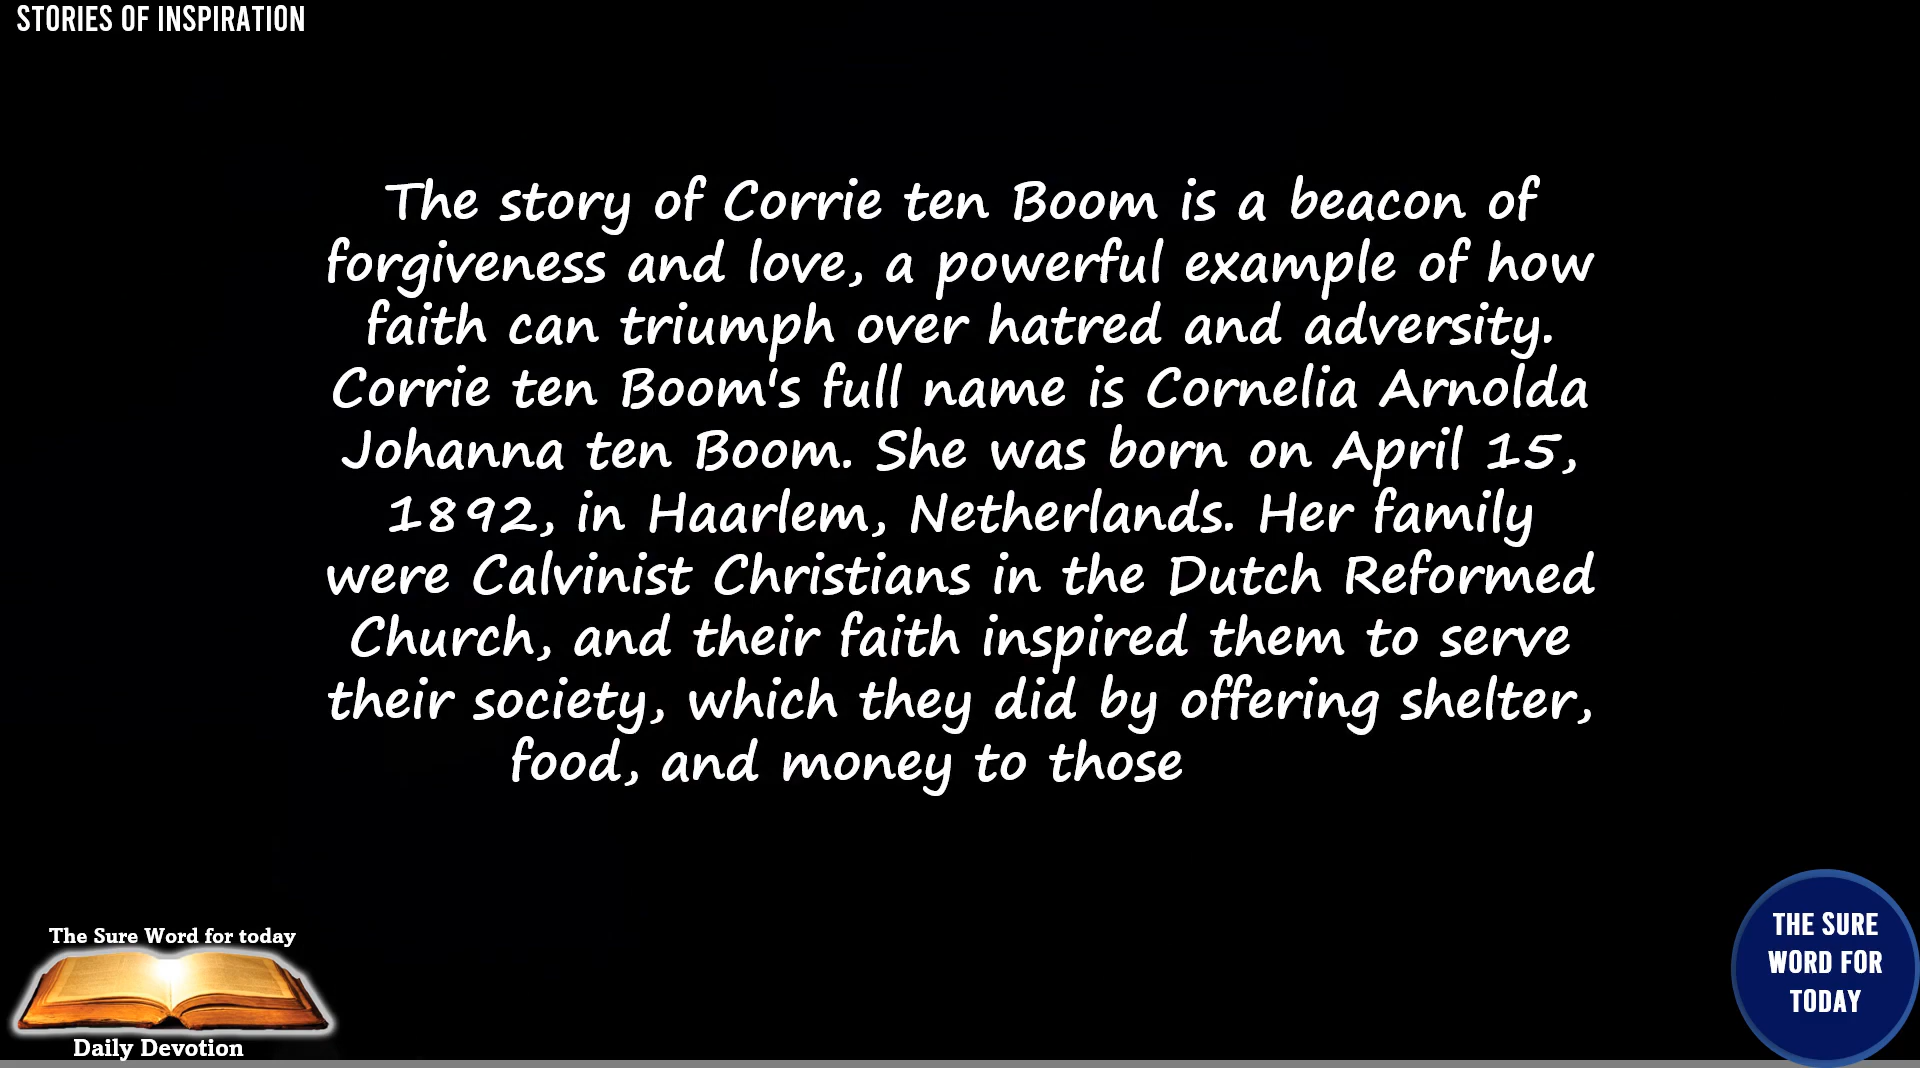 STORIES OF INSPIRATION
The story of Corrie ten Boom is a beacon of
forgiveness and love, a powerful example of how
faith can triumph over hatred and adversity.
Corrie ten Boom's full name is Cornelia Arnolda
Johanna ten Boom. She was born on April 15,
1892, in Haarlem, Netherlands. Her family
were Calvinist Christians in the Dutch Reformed
Church, and their faith inspired them to serve
their society, which they did by offering shelter,
food, and money to those
The Sure Word for today
Daily Devotion
THE SURE
WORD FOR
TODAY